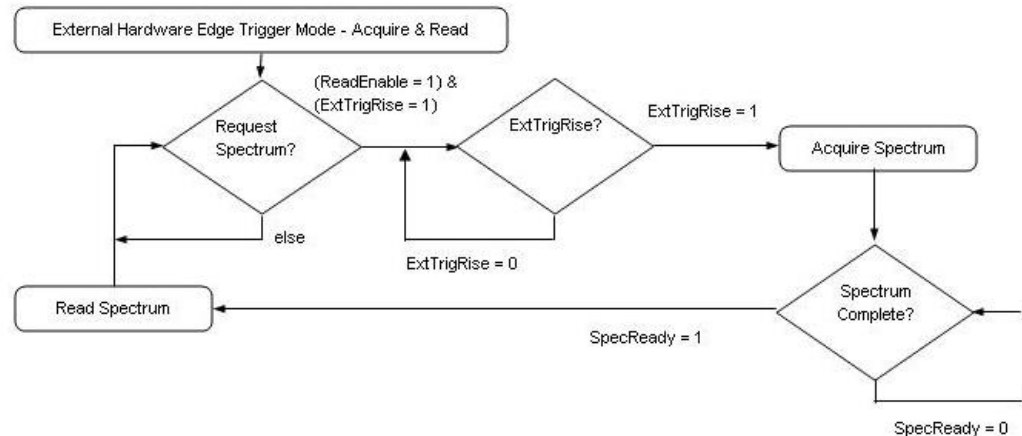 External Hardware Edge Trigger Mode - Acquire & Read
(ReadEnable = 1) &
(ExtTrigRise = 1)
Request
Spectrum?
ExtTrigRise?
ExtTrigRise = 1
Acquire Spectrum
else
ExtTrigRise = 0
Read Spectrum
Spectrum
Complete?
SpecReady = 1
SpecReady = 0